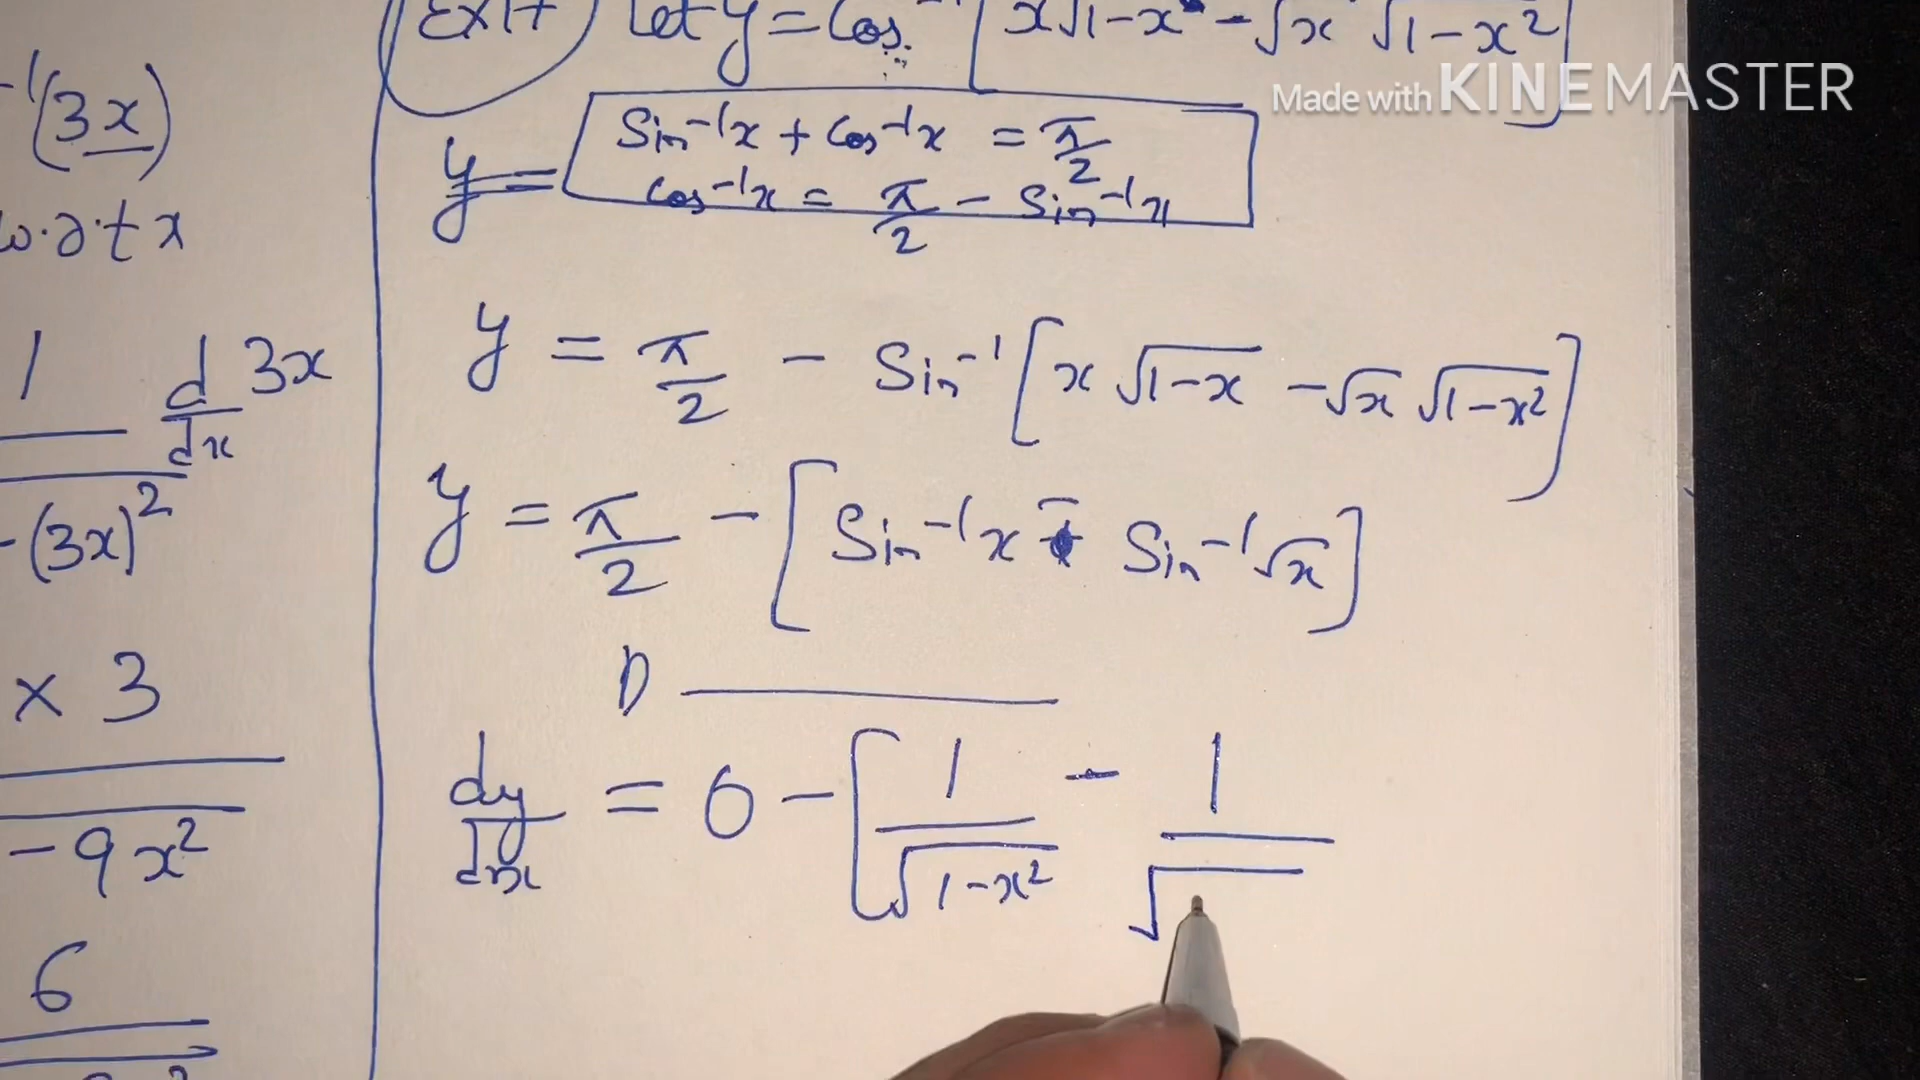 -1(3x)
w.r.t x
1 d/dx 3x
-(3x)²
× 3
-9x²
6
Let y = Cos⁻¹[x√1-x - √x √1-x²]
Made with KINEMASTER
y =
Sin⁻¹x + Cos⁻¹x = π/2
Cos⁻¹x = π/2 - Sin⁻¹x
y = π/2 - Sin⁻¹[x√1-x - √x √1-x²]
y = π/2 - [Sin⁻¹x - Sin⁻¹√x]
D
dy/dx = 0 - [1/√1-x² - 1/√